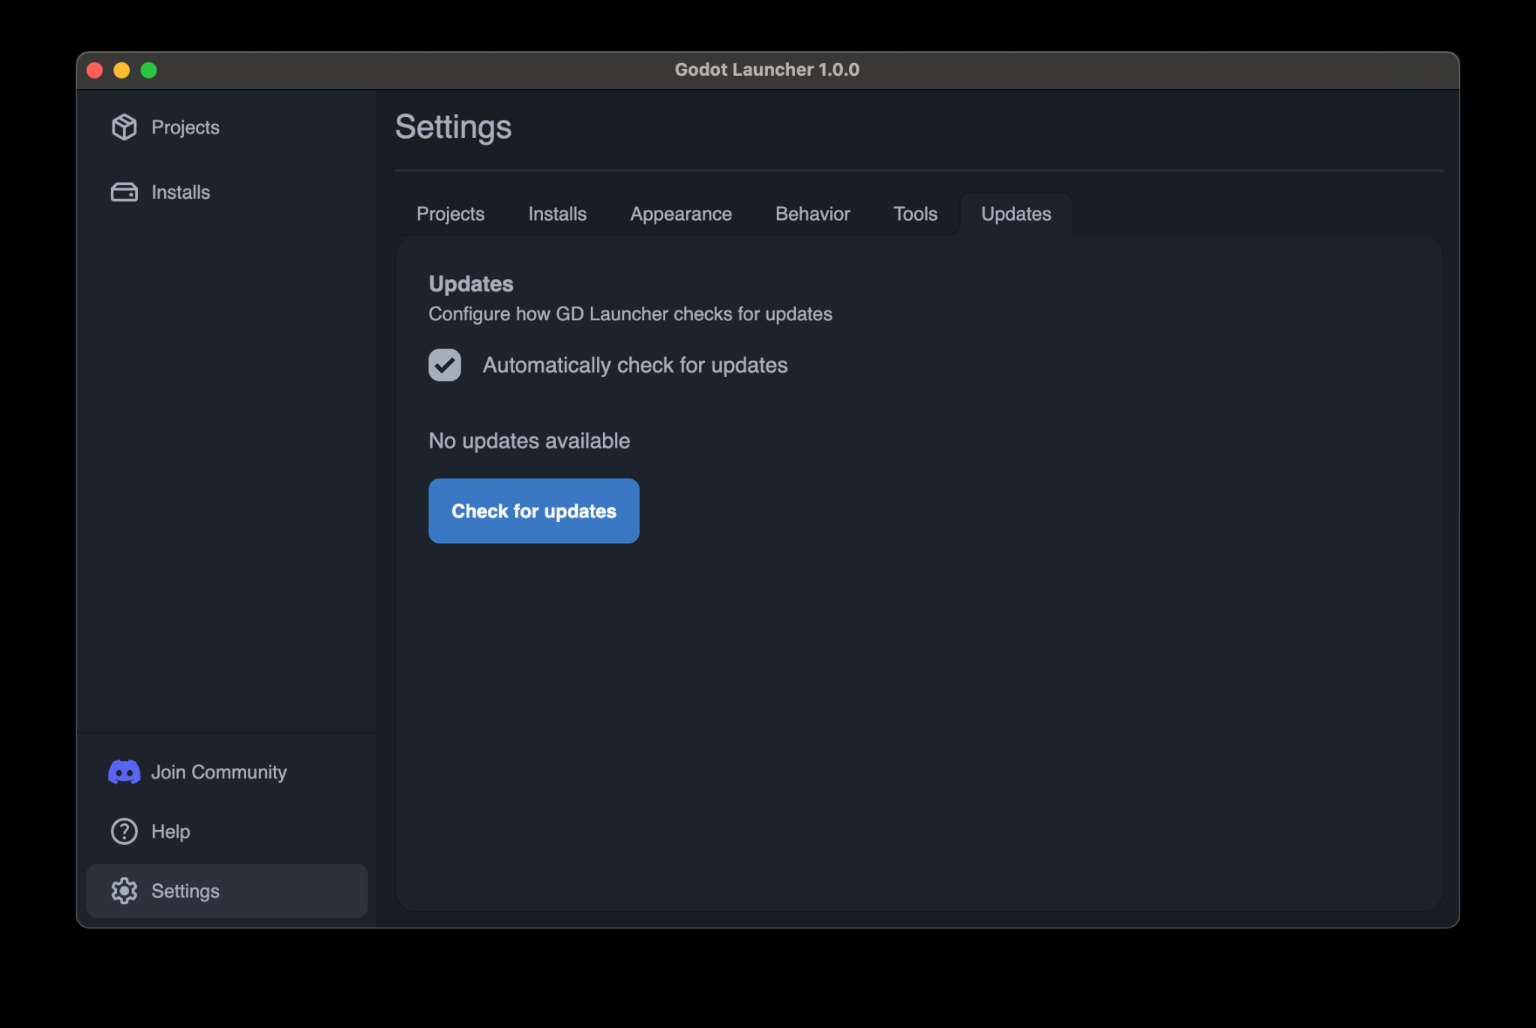 Godot Launcher 1.0.0
Projects
Installs
Settings
Projects
Installs
Appearance
Behavior
Tools
Updates
Updates
Configure how GD Launcher checks for updates
Automatically check for updates
No updates available
Check for updates
Join Community
Help
Settings